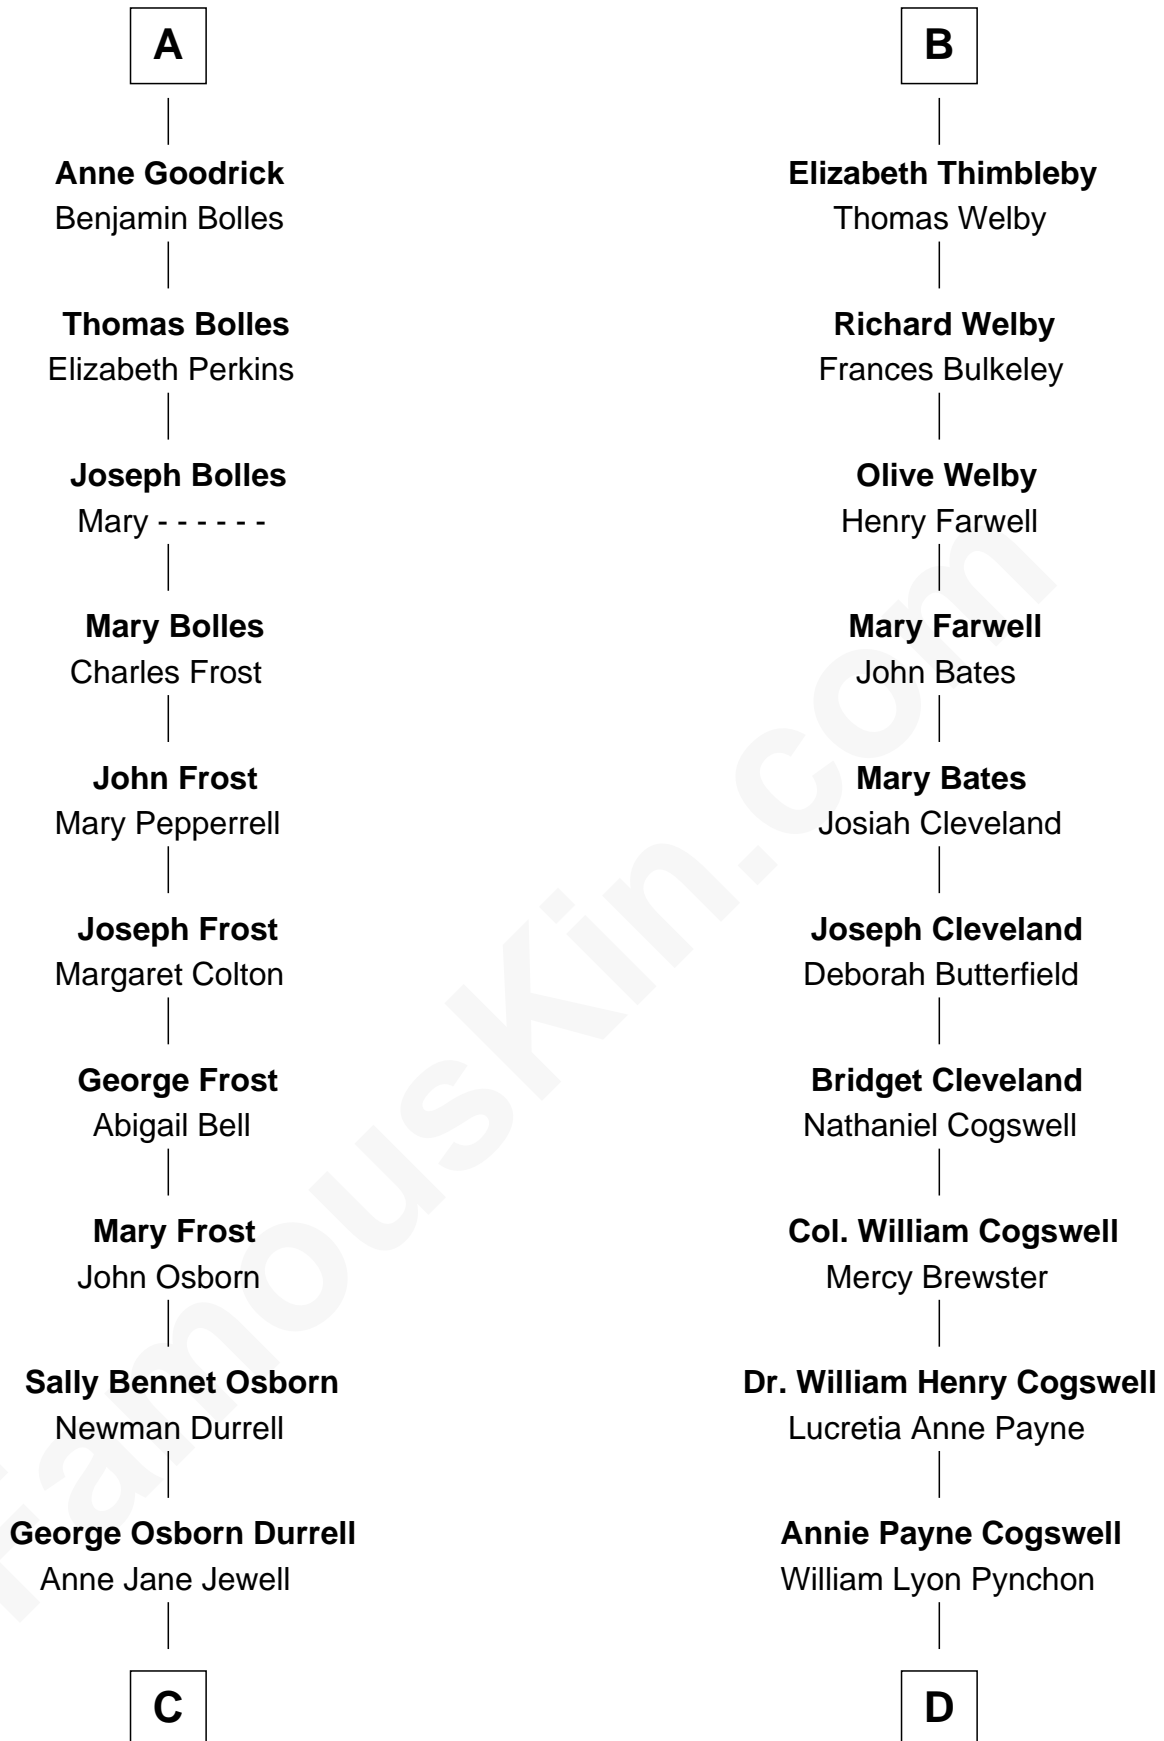 A
Anne Goodrick
Benjamin Bolles
Thomas Bolles
Elizabeth Perkins
Joseph Bolles
Mary - - - - - -
Mary Bolles
Charles Frost
John Frost
Mary Pepperrell
Joseph Frost
Margaret Colton
George Frost
Abigail Bell
Mary Frost
John Osborn
Sally Bennet Osborn
Newman Durrell
George Osborn Durrell
Anne Jane Jewell
C
B
Elizabeth Thimbleby
Thomas Welby
Richard Welby
Frances Bulkeley
Olive Welby
Henry Farwell
Mary Farwell
John Bates
Mary Bates
Josiah Cleveland
Joseph Cleveland
Deborah Butterfield
Bridget Cleveland
Nathaniel Cogswell
Col. William Cogswell
Mercy Brewster
Dr. William Henry Cogswell
Lucretia Anne Payne
Annie Payne Cogswell
William Lyon Pynchon
D
FamousKin.com